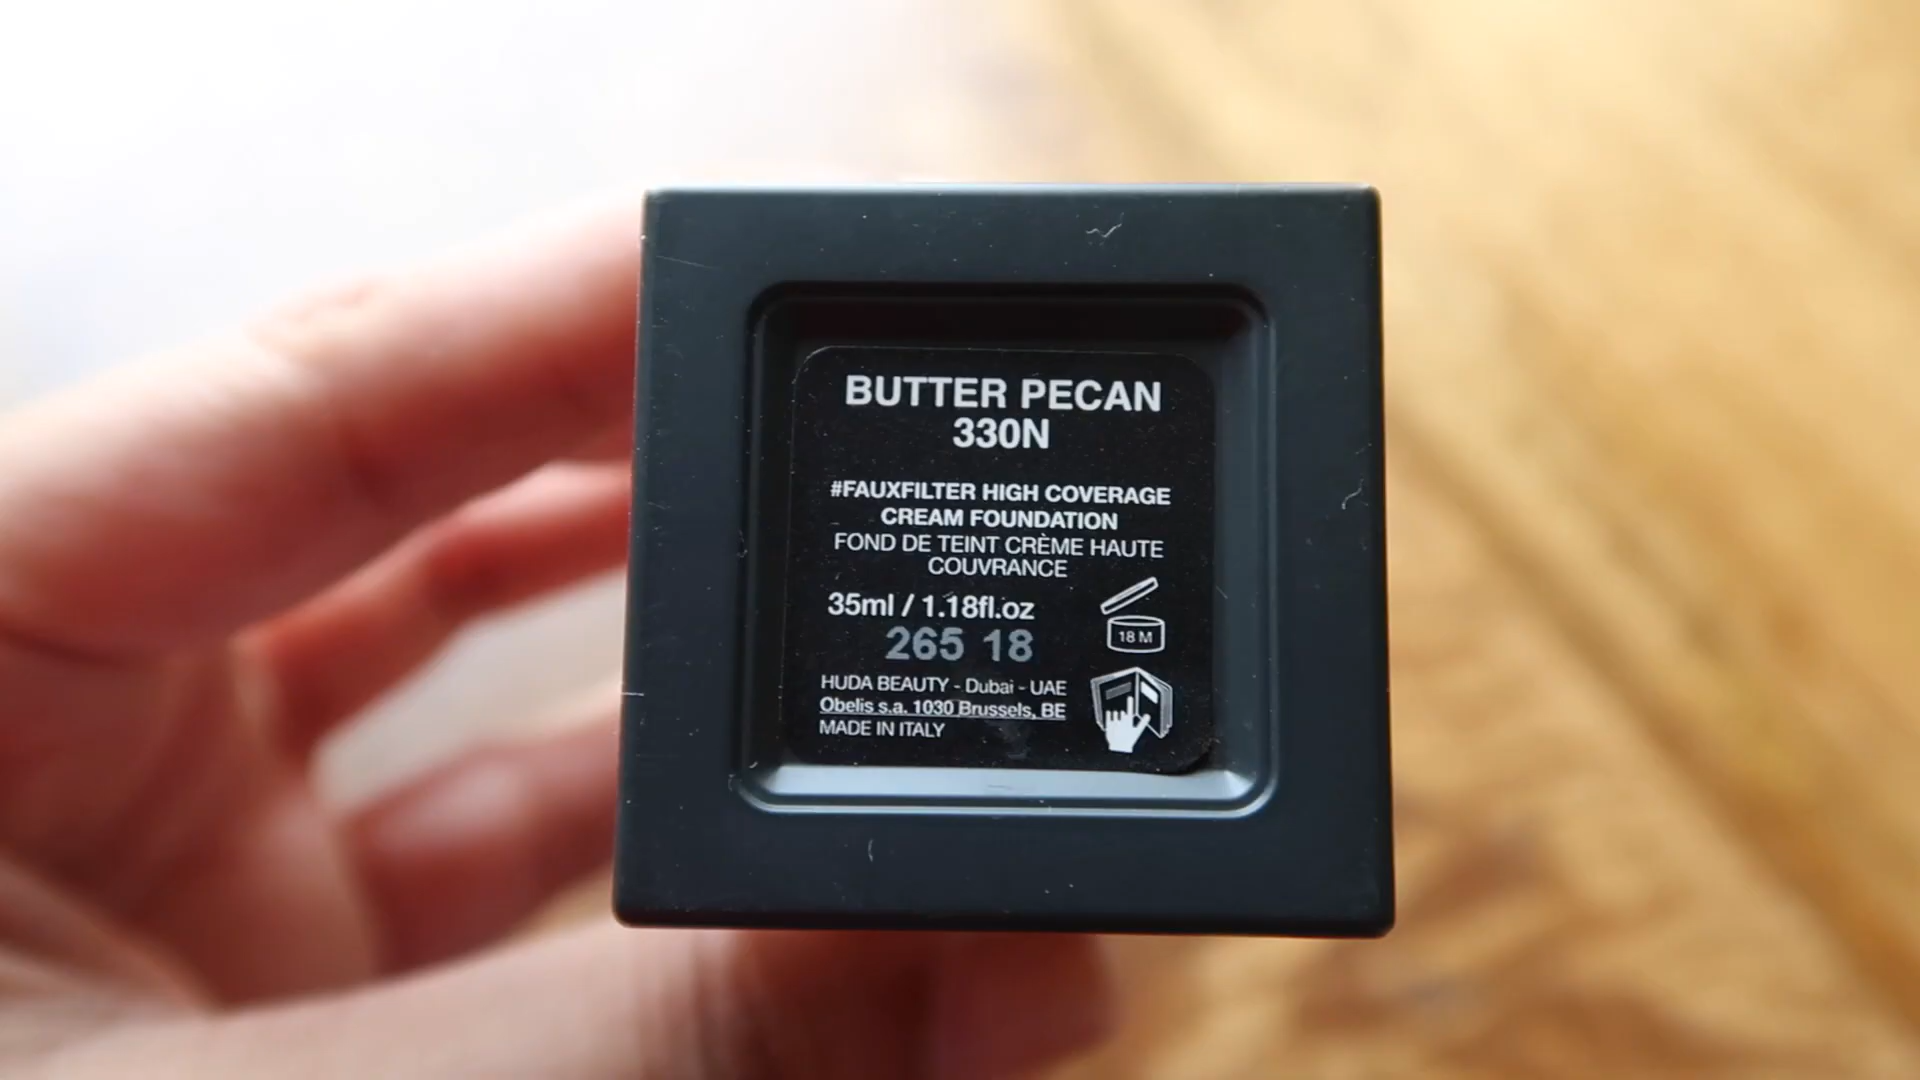 BUTTER PECAN
330N
#FAUXFILTER HIGH COVERAGE
CREAM FOUNDATION
FOND DE TEINT CRÈME HAUTE
COUVRANCE
35ml / 1.18fl.oz
18 M
265 18
HUDA BEAUTY - Dubai - UAE
Obelis s.a. 1030 Brussels, BE
MADE IN ITALY